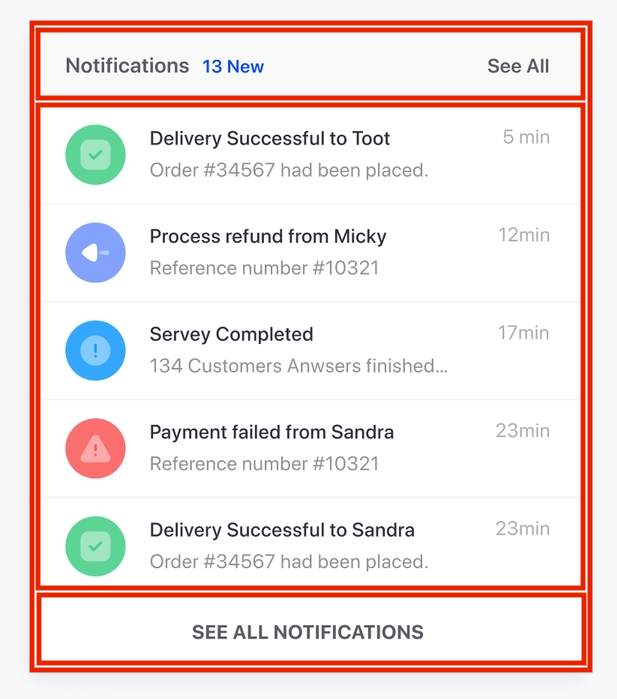 Notifications 13 New See All
Delivery Successful to Toot 5 min
Order #34567 had been placed.
Process refund from Micky 12min
Reference number #10321
Servey Completed 17min
134 Customers Anwsers finished...
Payment failed from Sandra 23min
Reference number #10321
Delivery Successful to Sandra 23min
Order #34567 had been placed.
SEE ALL NOTIFICATIONS